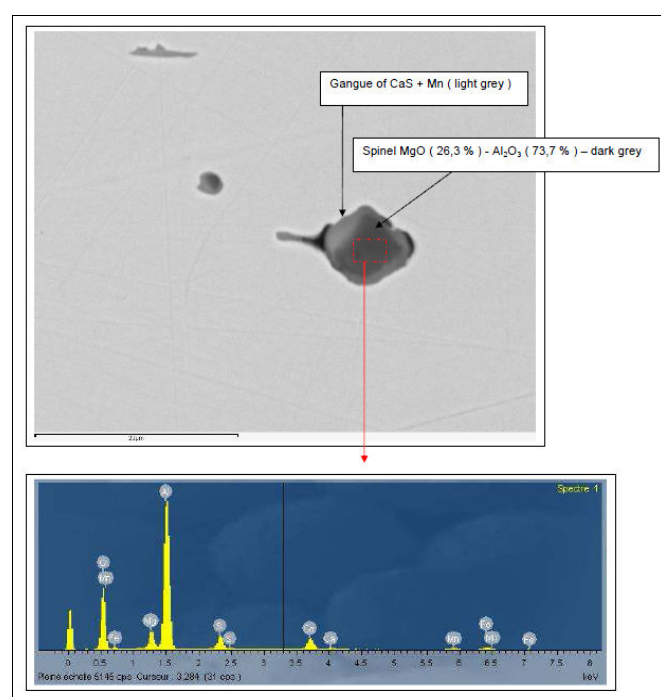 Gangue of CaS + Mn ( light grey )
Spinel MgO ( 26,3 % ) - Al₂O₃ ( 73,7 % ) – dark grey
Spectre 1
Al
O
Mn
Mg
Fe
S
S
Ca
Ca
Mn
Fe
Mn
Fe
0 0.5 1 1.5 2 2.5 3 3.5 4 4.5 5 5.5 6 6.5 7 7.5 8
Pleine échelle 6145 cps Curseur : 3.284 (31 cps) keV